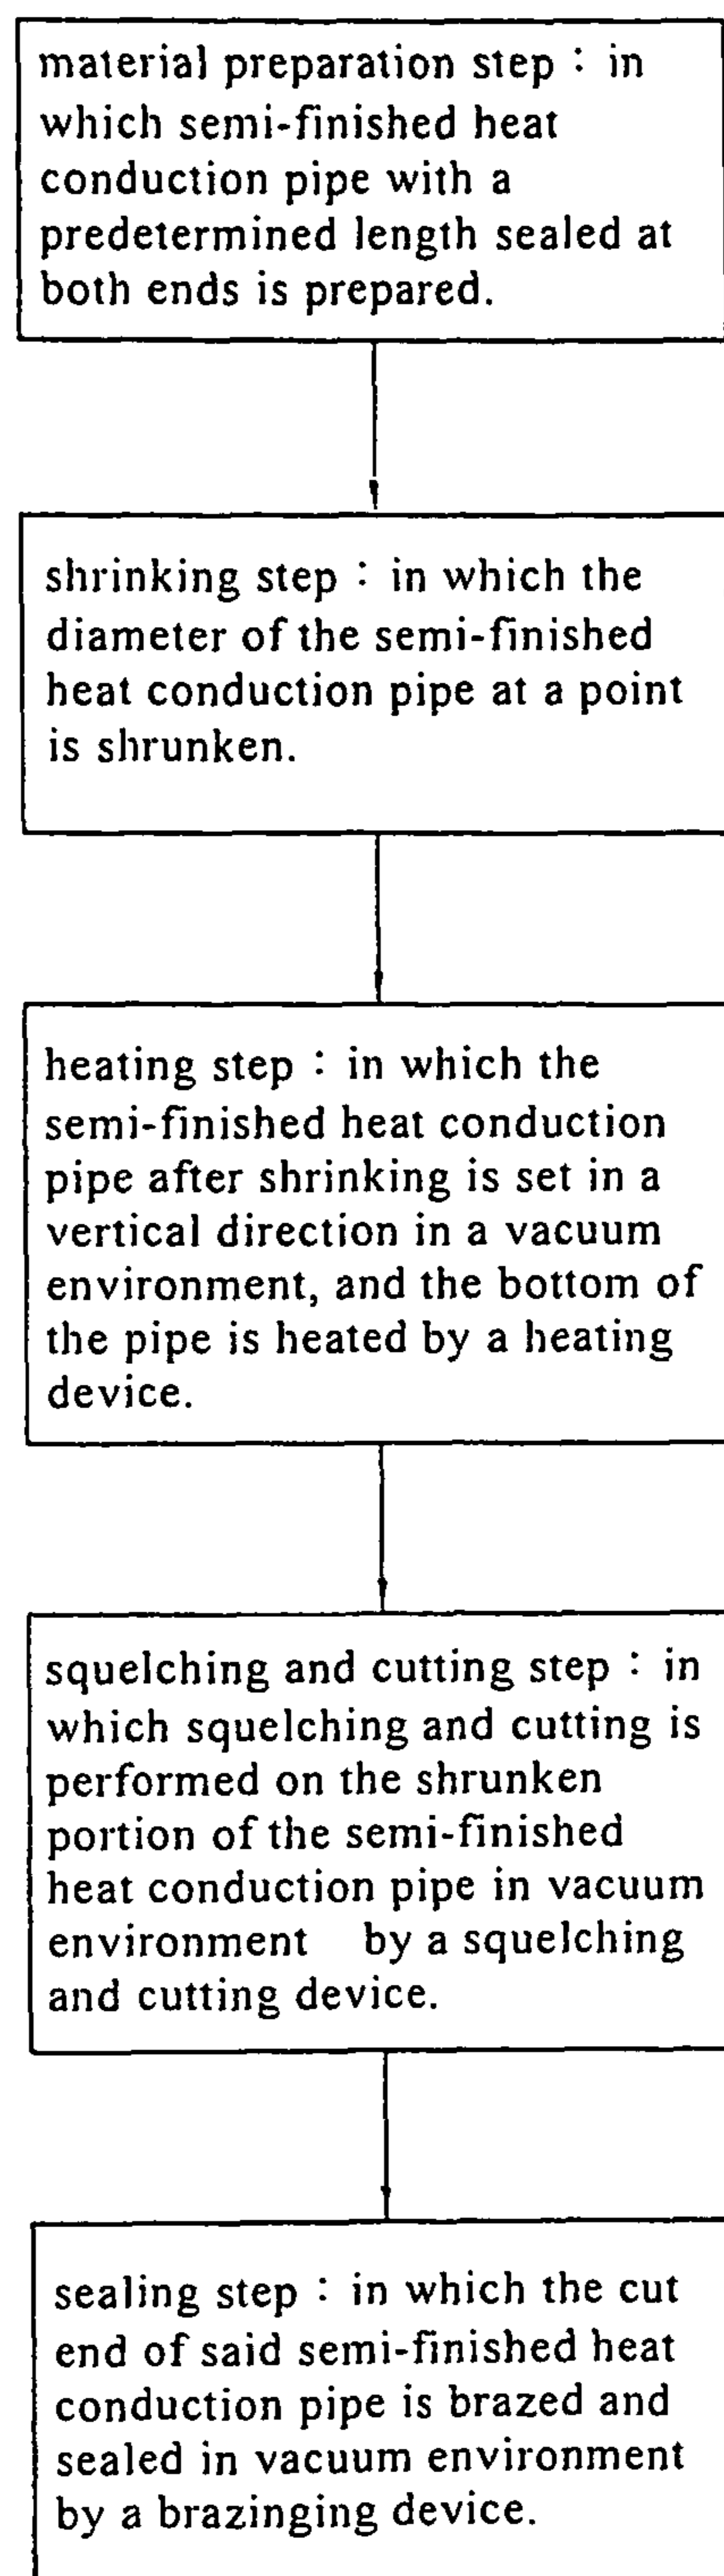 material preparation step : in
which semi-finished heat
conduction pipe with a
predetermined length sealed at
both ends is prepared.
shrinking step : in which the
diameter of the semi-finished
heat conduction pipe at a point
is shrunken.
heating step : in which the
semi-finished heat conduction
pipe after shrinking is set in a
vertical direction in a vacuum
environment, and the bottom of
the pipe is heated by a heating
device.
squelching and cutting step : in
which squelching and cutting is
performed on the shrunken
portion of the semi-finished
heat conduction pipe in vacuum
environment by a squelching
and cutting device.
sealing step : in which the cut
end of said semi-finished heat
conduction pipe is brazed and
sealed in vacuum environment
by a brazinging device.